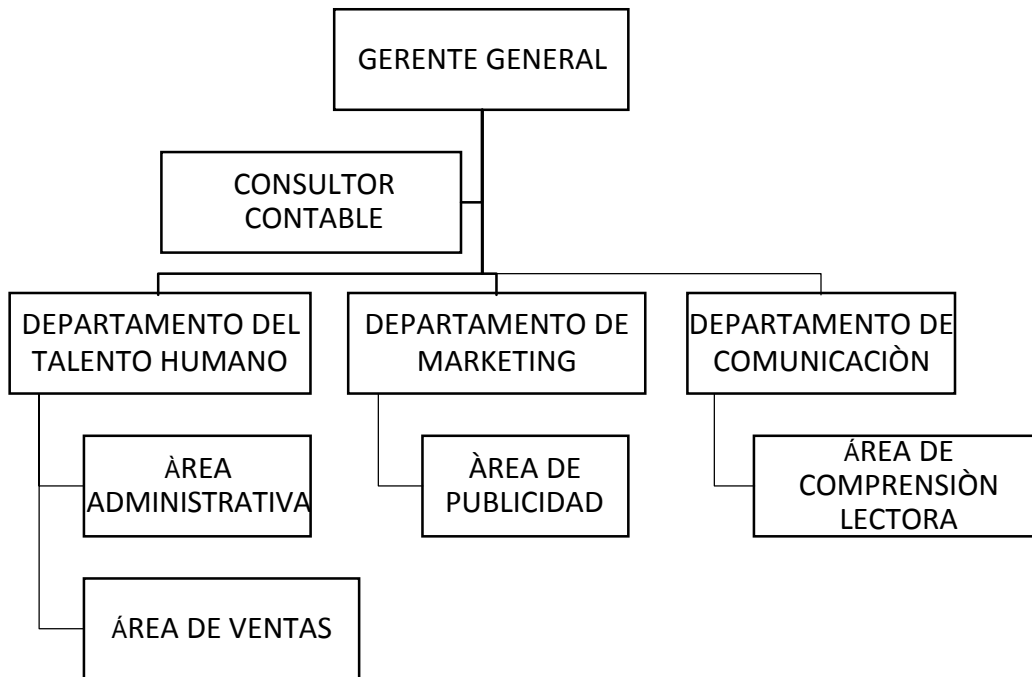 GERENTE GENERAL
CONSULTOR
CONTABLE
DEPARTAMENTO DEL
TALENTO HUMANO
DEPARTAMENTO DE
MARKETING
DEPARTAMENTO DE
COMUNICACIÒN
ÀREA
ADMINISTRATIVA
ÀREA DE
PUBLICIDAD
ÁREA DE
COMPRENSIÒN
LECTORA
ÁREA DE VENTAS